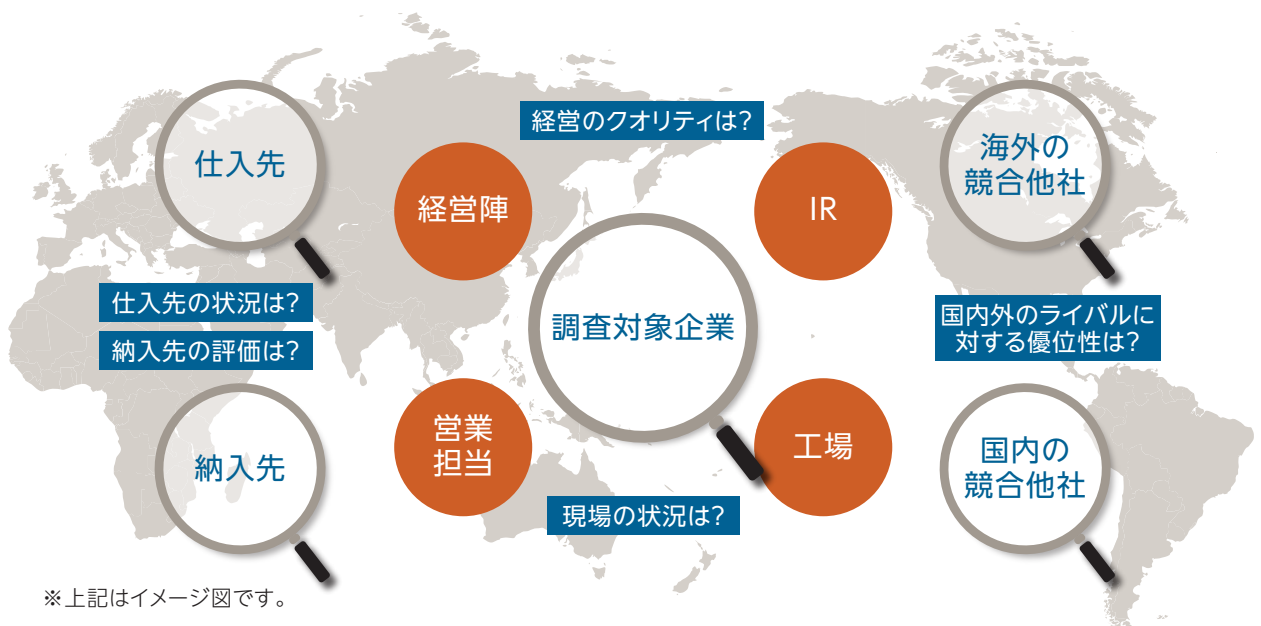 経営のクオリティは?
仕入先
海外の
競合他社
経営陣
IR
調査対象企業
仕入先の状況は?
納入先の評価は?
国内外のライバルに
対する優位性は?
営業
担当
工場
納入先
国内の
競合他社
現場の状況は?
※上記はイメージ図です。